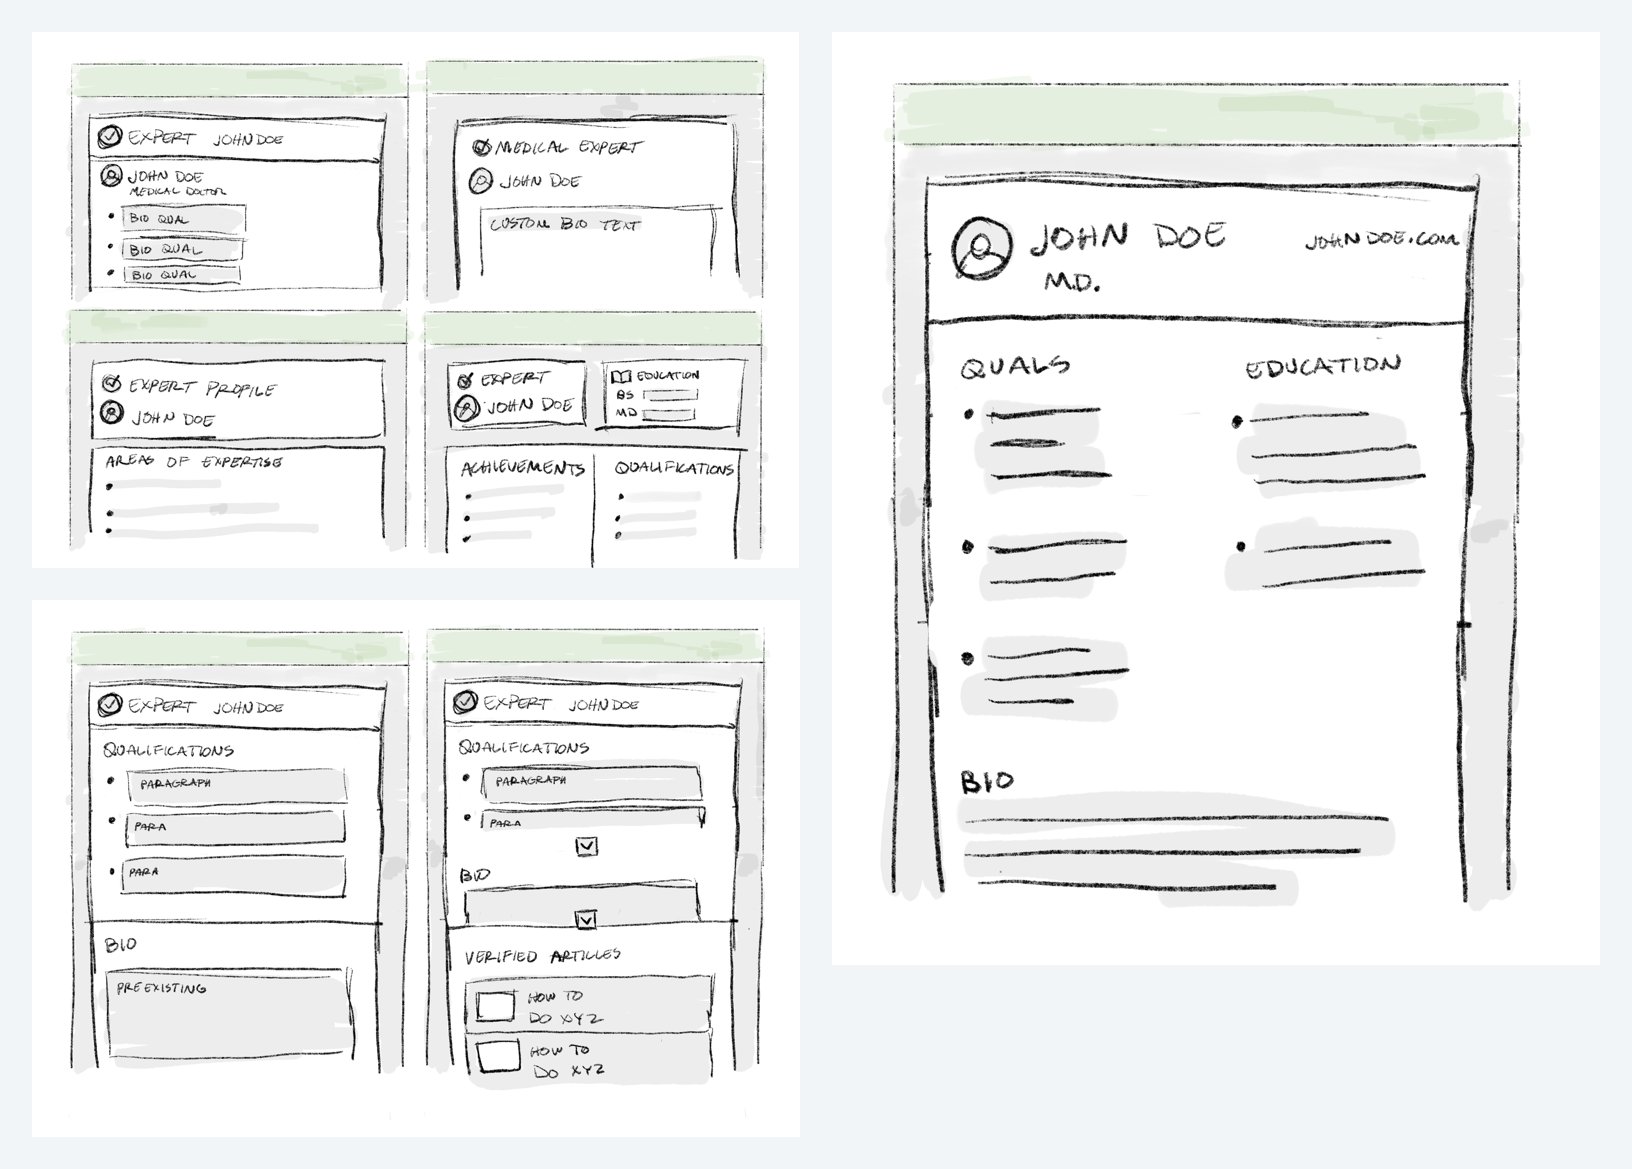 EXPERT JOHN DOE
JOHN DOE
MEDICAL DOCTOR
BIO QUAL
BIO QUAL
BIO QUAL
MEDICAL EXPERT
JOHN DOE
CUSTOM BIO TEXT
EXPERT PROFILE
JOHN DOE
AREAS OF EXPERTISE
EXPERT
JOHN DOE
EDUCATION
BS
MD
ACHIEVEMENTS
QUALIFICATIONS
EXPERT JOHN DOE
QUALIFICATIONS
PARAGRAPH
PARA
PARA
BIO
PREEXISTING
EXPERT JOHN DOE
QUALIFICATIONS
PARAGRAPH
PARA
BIO
VERIFIED ARTICLES
HOW TO
DO XYZ
HOW TO
DO XYZ
JOHN DOE
M.D.
JOHNDOE.COM
QUALS
EDUCATION
BIO